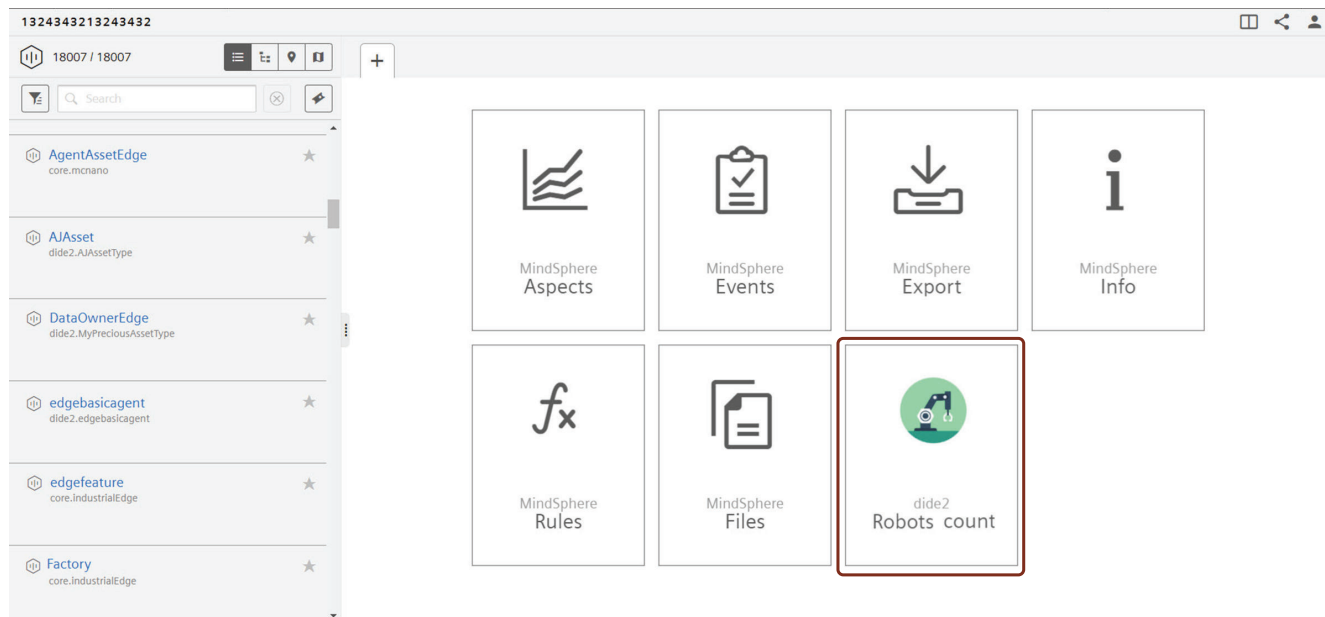 1324343213243432
18007 / 18007
Search
AgentAssetEdge
core.mcnano
AJAsset
dide2.AJAssetType
DataOwnerEdge
dide2.MyPreciousAssetType
edgebasicagent
dide2.edgebasicagent
edgefeature
core.industrialEdge
Factory
core.industrialEdge
+
MindSphere
Aspects
MindSphere
Events
MindSphere
Export
MindSphere
Info
MindSphere
Rules
MindSphere
Files
dide2
Robots count